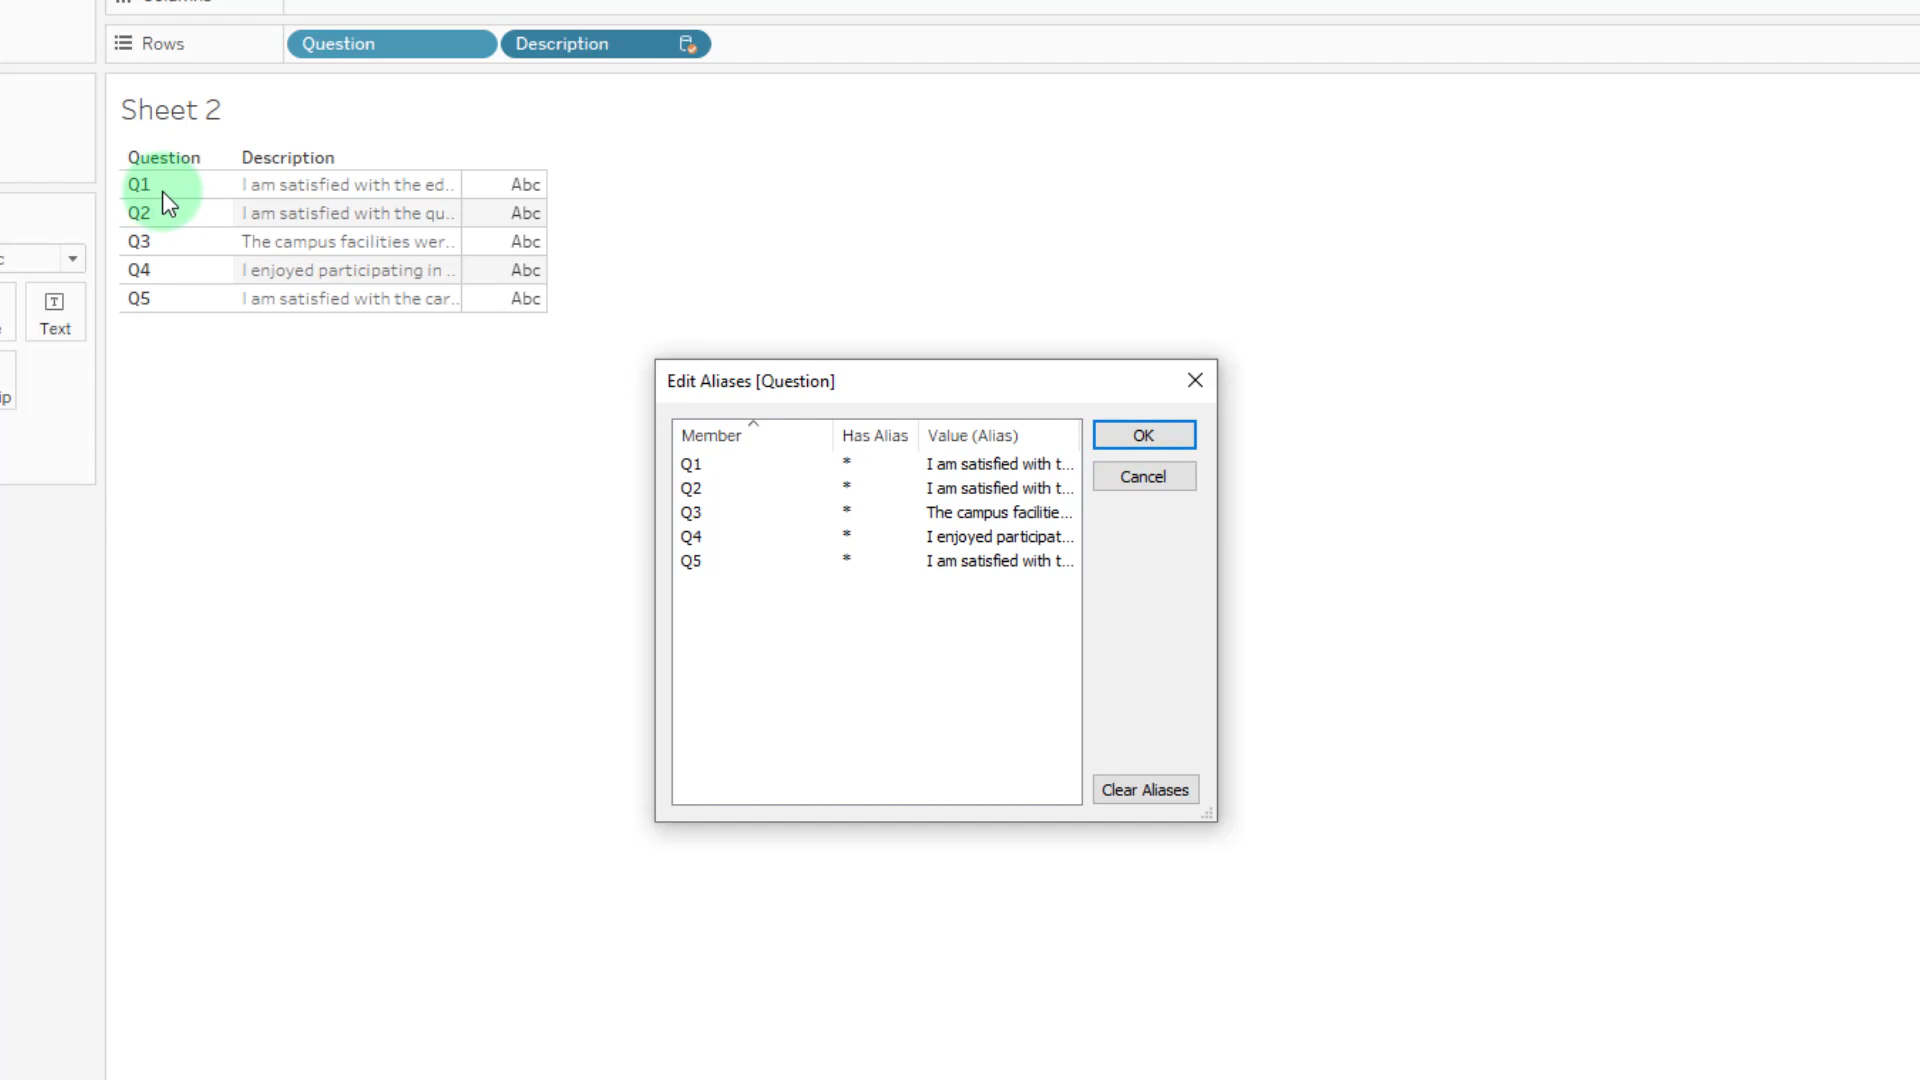 Rows
Question
Description
Sheet 2
Question Description
Q1 I am satisfied with the ed.. Abc
Q2 I am satisfied with the qu.. Abc
Q3 The campus facilities wer.. Abc
Q4 I enjoyed participating in .. Abc
Q5 I am satisfied with the car.. Abc
Text
Edit Aliases [Question]
Member Has Alias Value (Alias)
Q1 * I am satisfied with t...
Q2 * I am satisfied with t...
Q3 * The campus facilitie...
Q4 * I enjoyed participat...
Q5 * I am satisfied with t...
OK
Cancel
Clear Aliases